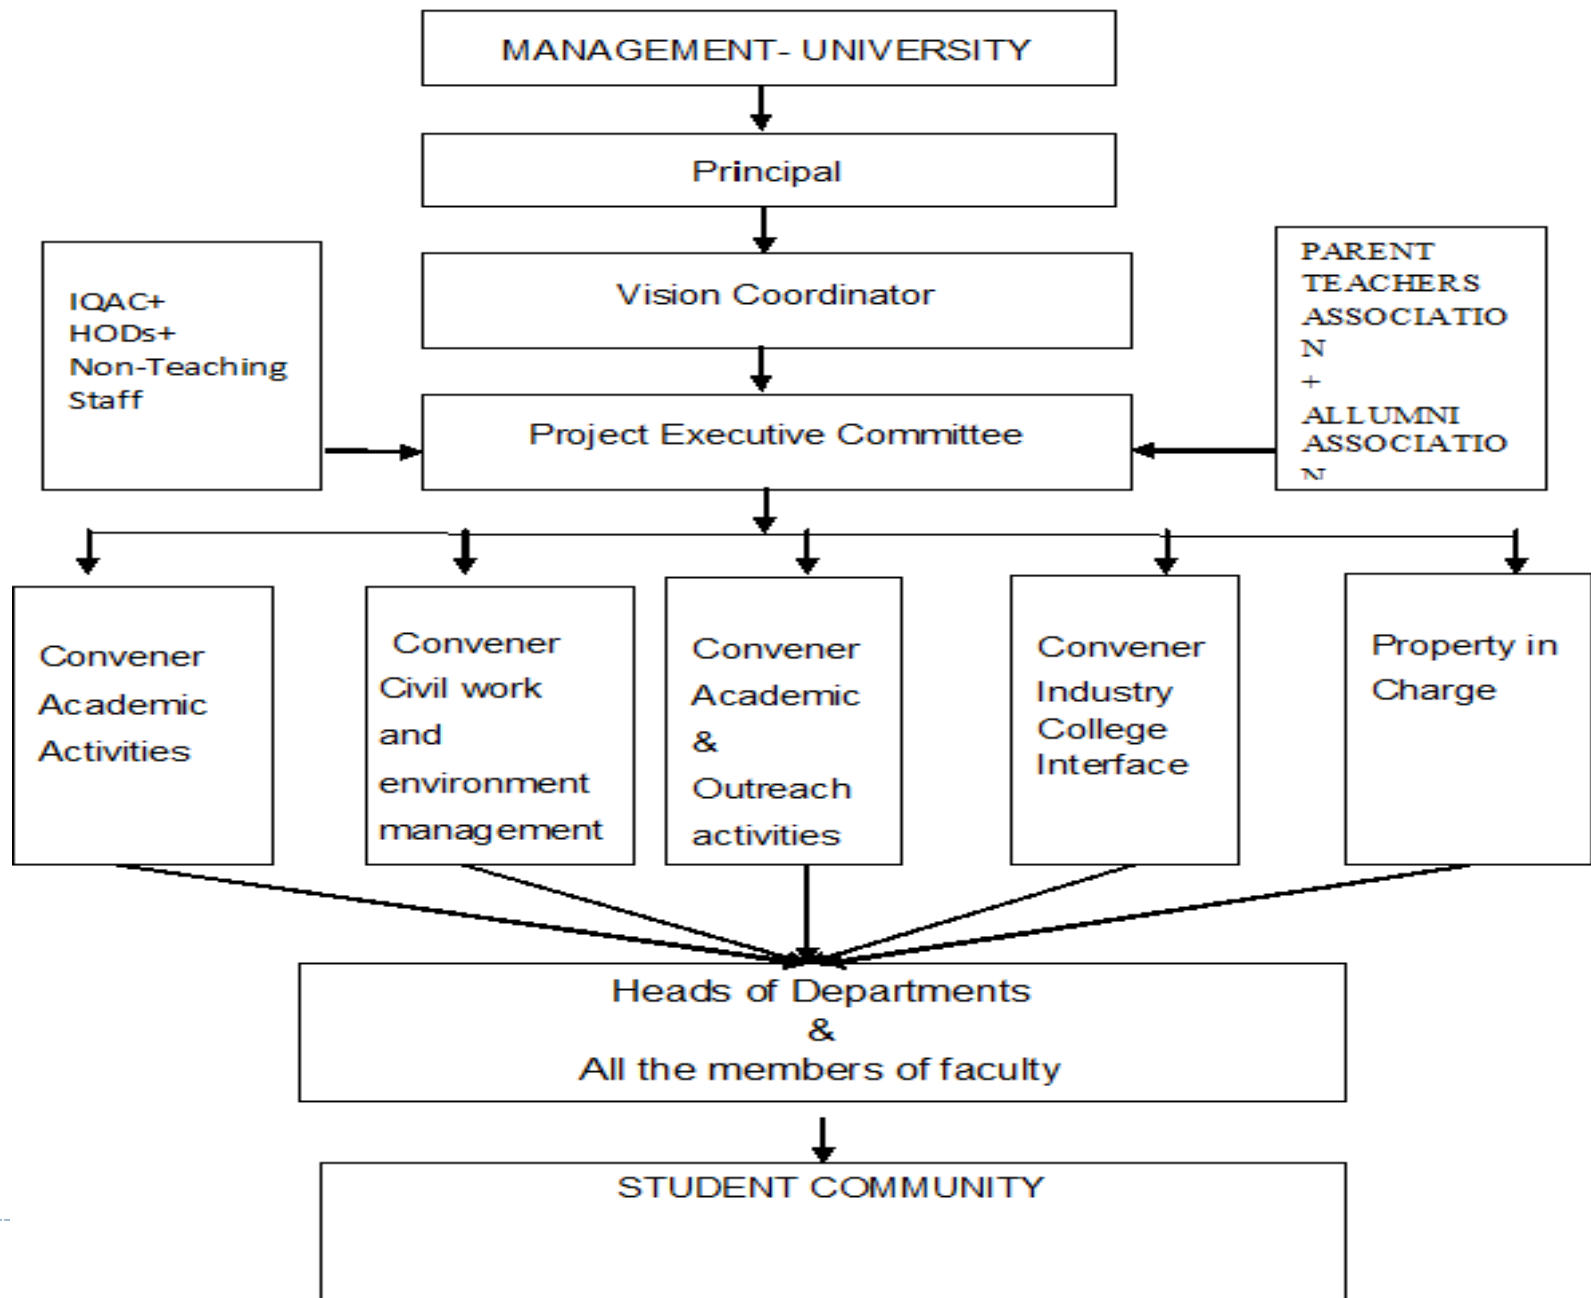 MANAGEMENT- UNIVERSITY
Principal
Vision Coordinator
IQAC+
HODs+
Non-Teaching
Staff
Project Executive Committee
PARENT
TEACHERS
ASSOCIATIO
N
+
ALLUMNI
ASSOCIATIO
N
Convener
Academic
Activities
Convener
Civil work
and
environment
management
Convener
Academic
&
Outreach
activities
Convener
Industry
College
Interface
Property in
Charge
Heads of Departments
&
All the members of faculty
STUDENT COMMUNITY